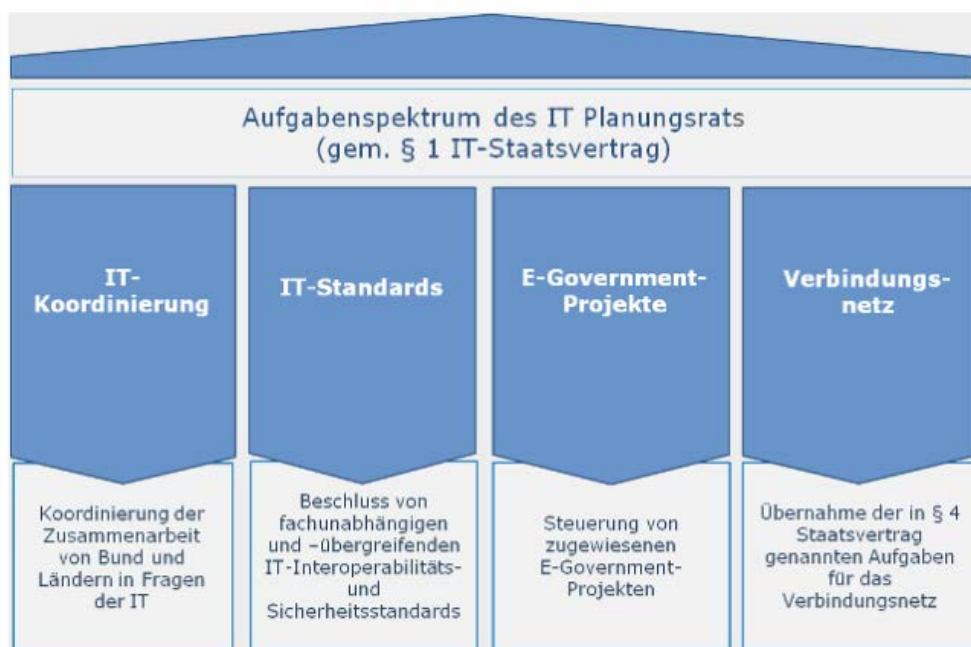 Aufgabenspektrum des IT Planungsrats
(gem. § 1 IT-Staatsvertrag)
IT-
Koordinierung
IT-Standards
E-Government-
Projekte
Verbindungs-
netz
Koordinierung der
Zusammenarbeit
von Bund und
Ländern in Fragen
der IT
Beschluss von
fachunabhängigen
und –übergreifenden
IT-Interoperabilitäts-
und
Sicherheitsstandards
Steuerung von
zugewiesenen
E-Government-
Projekten
Übernahme der in § 4
Staatsvertrag
genannten Aufgaben
für das
Verbindungsnetz